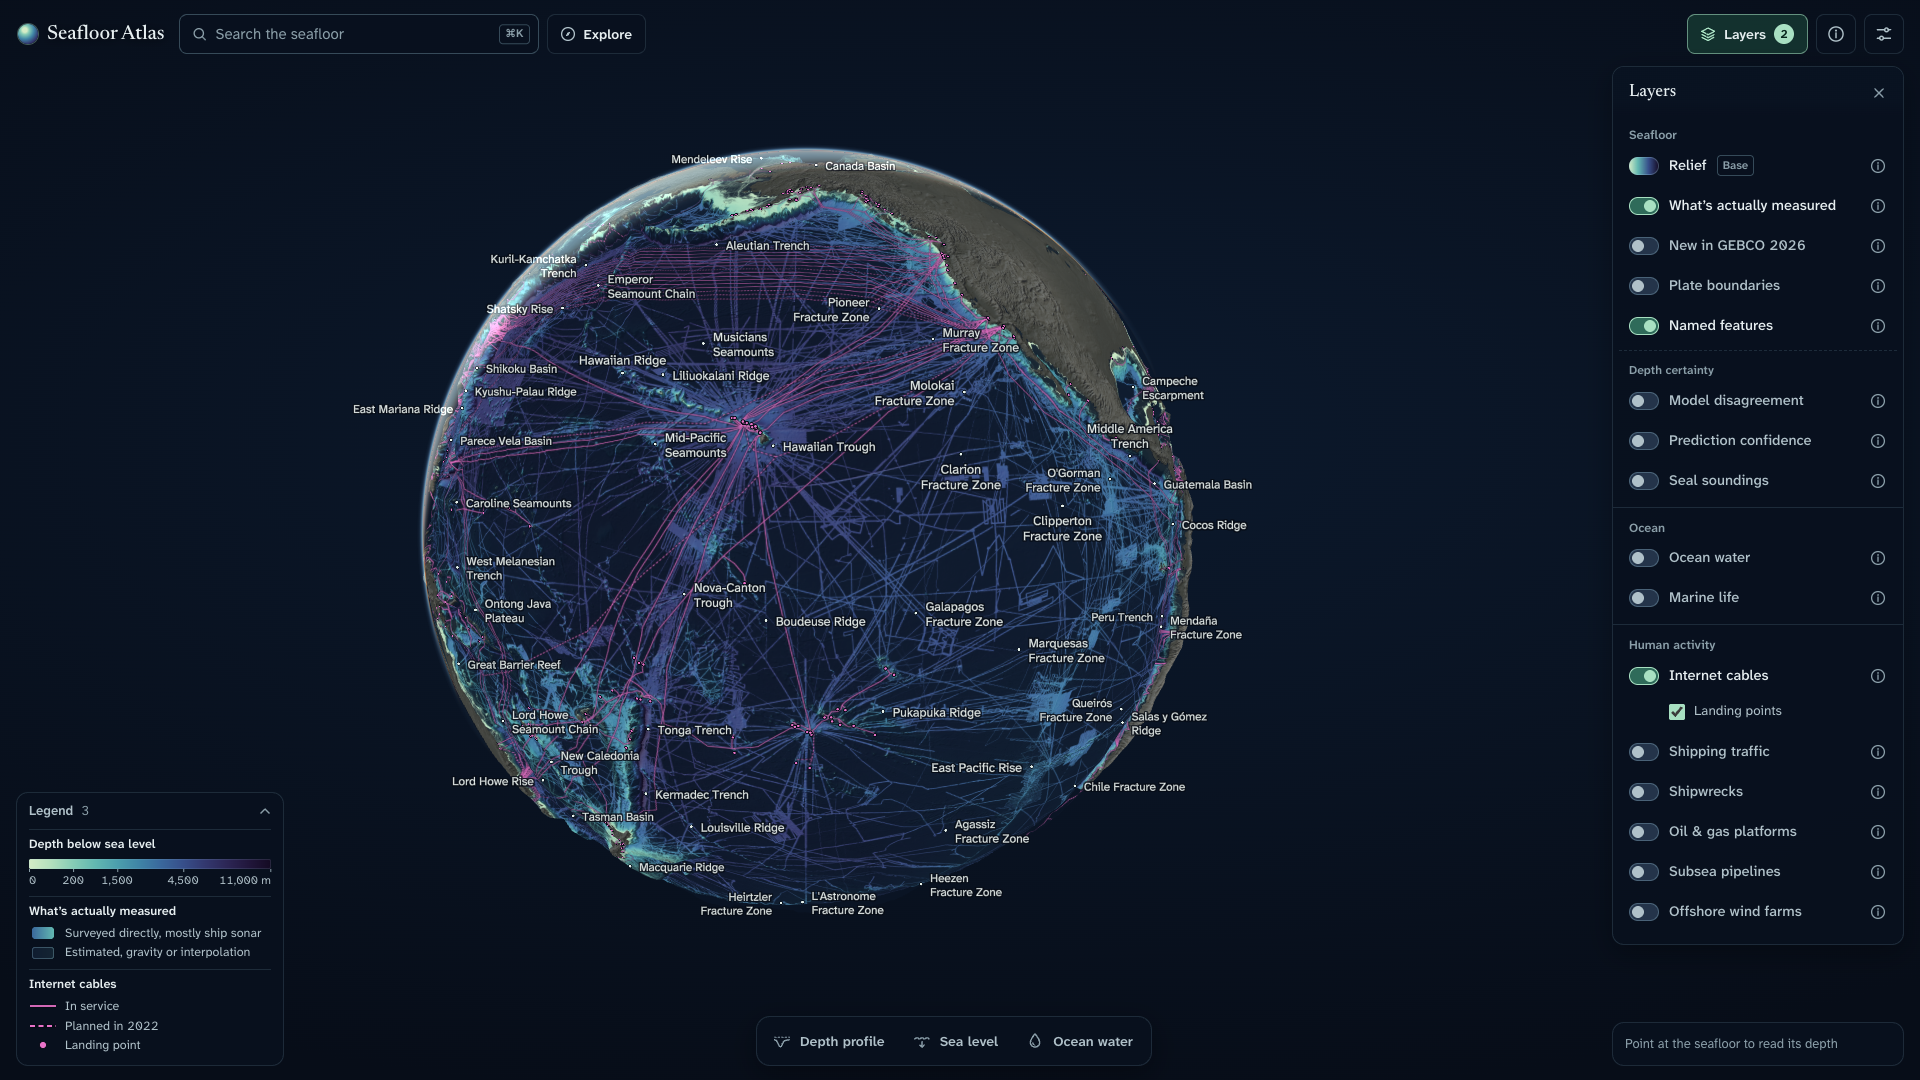 Seafloor Atlas
Search the seafloor
⌘K
Explore
Layers 2
Layers
Seafloor
Relief Base
What's actually measured
New in GEBCO 2026
Plate boundaries
Named features
Depth certainty
Model disagreement
Prediction confidence
Seal soundings
Ocean
Ocean water
Marine life
Human activity
Internet cables
Landing points
Shipping traffic
Shipwrecks
Oil & gas platforms
Subsea pipelines
Offshore wind farms
Mendeleev Rise
Canada Basin
Aleutian Trench
Kuril-Kamchatka
Trench
Emperor
Seamount Chain
Shatsky Rise
Pioneer
Fracture Zone
Musicians
Seamounts
Murray
Fracture Zone
Hawaiian Ridge
Shikoku Basin
Liliuokalani Ridge
Kyushu-Palau Ridge
Molokai
Fracture Zone
Campeche
Escarpment
East Mariana Ridge
Middle America
Trench
Parece Vela Basin
Mid-Pacific
Seamounts
Hawaiian Trough
Clarion
Fracture Zone
O'Gorman
Fracture Zone
Guatemala Basin
Caroline Seamounts
Clipperton
Fracture Zone
Cocos Ridge
West Melanesian
Trench
Nova-Canton
Trough
Ontong Java
Plateau
Galapagos
Fracture Zone
Boudeuse Ridge
Peru Trench
Mendaña
Fracture Zone
Marquesas
Fracture Zone
Great Barrier Reef
Lord Howe
Seamount Chain
Pukapuka Ridge
Queirós
Fracture Zone
Salas y Gómez
Ridge
Tonga Trench
New Caledonia
Trough
East Pacific Rise
Lord Howe Rise
Chile Fracture Zone
Kermadec Trench
Tasman Basin
Louisville Ridge
Agassiz
Fracture Zone
Macquarie Ridge
Heezen
Fracture Zone
Heirtzler
Fracture Zone
L'Astronome
Fracture Zone
Legend 3
Depth below sea level
0 200 1,500 4,500 11,000 m
What's actually measured
Surveyed directly, mostly ship sonar
Estimated, gravity or interpolation
Internet cables
In service
Planned in 2022
Landing point
Depth profile
Sea level
Ocean water
Point at the seafloor to read its depth